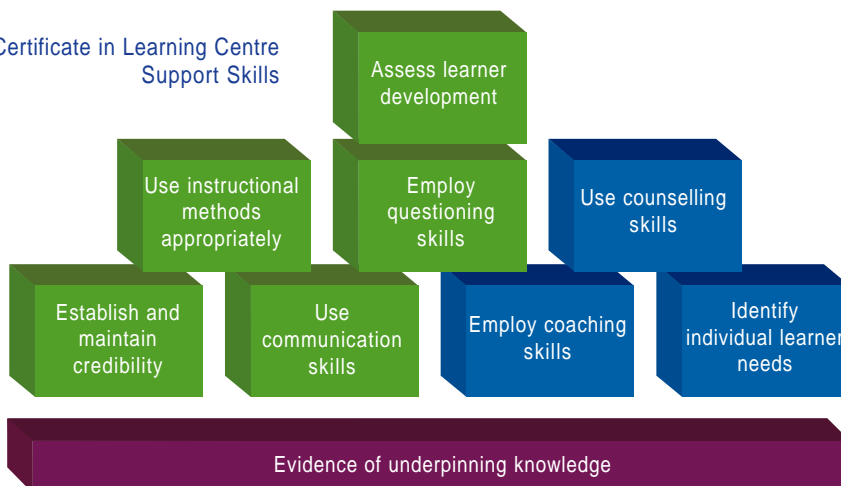 Certificate in Learning Centre
Support Skills
Assess learner
development
Use instructional
methods
appropriately
Employ
questioning
skills
Use counselling
skills
Establish and
maintain
credibility
Use
communication
skills
Employ coaching
skills
Identify
individual learner
needs
Evidence of underpinning knowledge